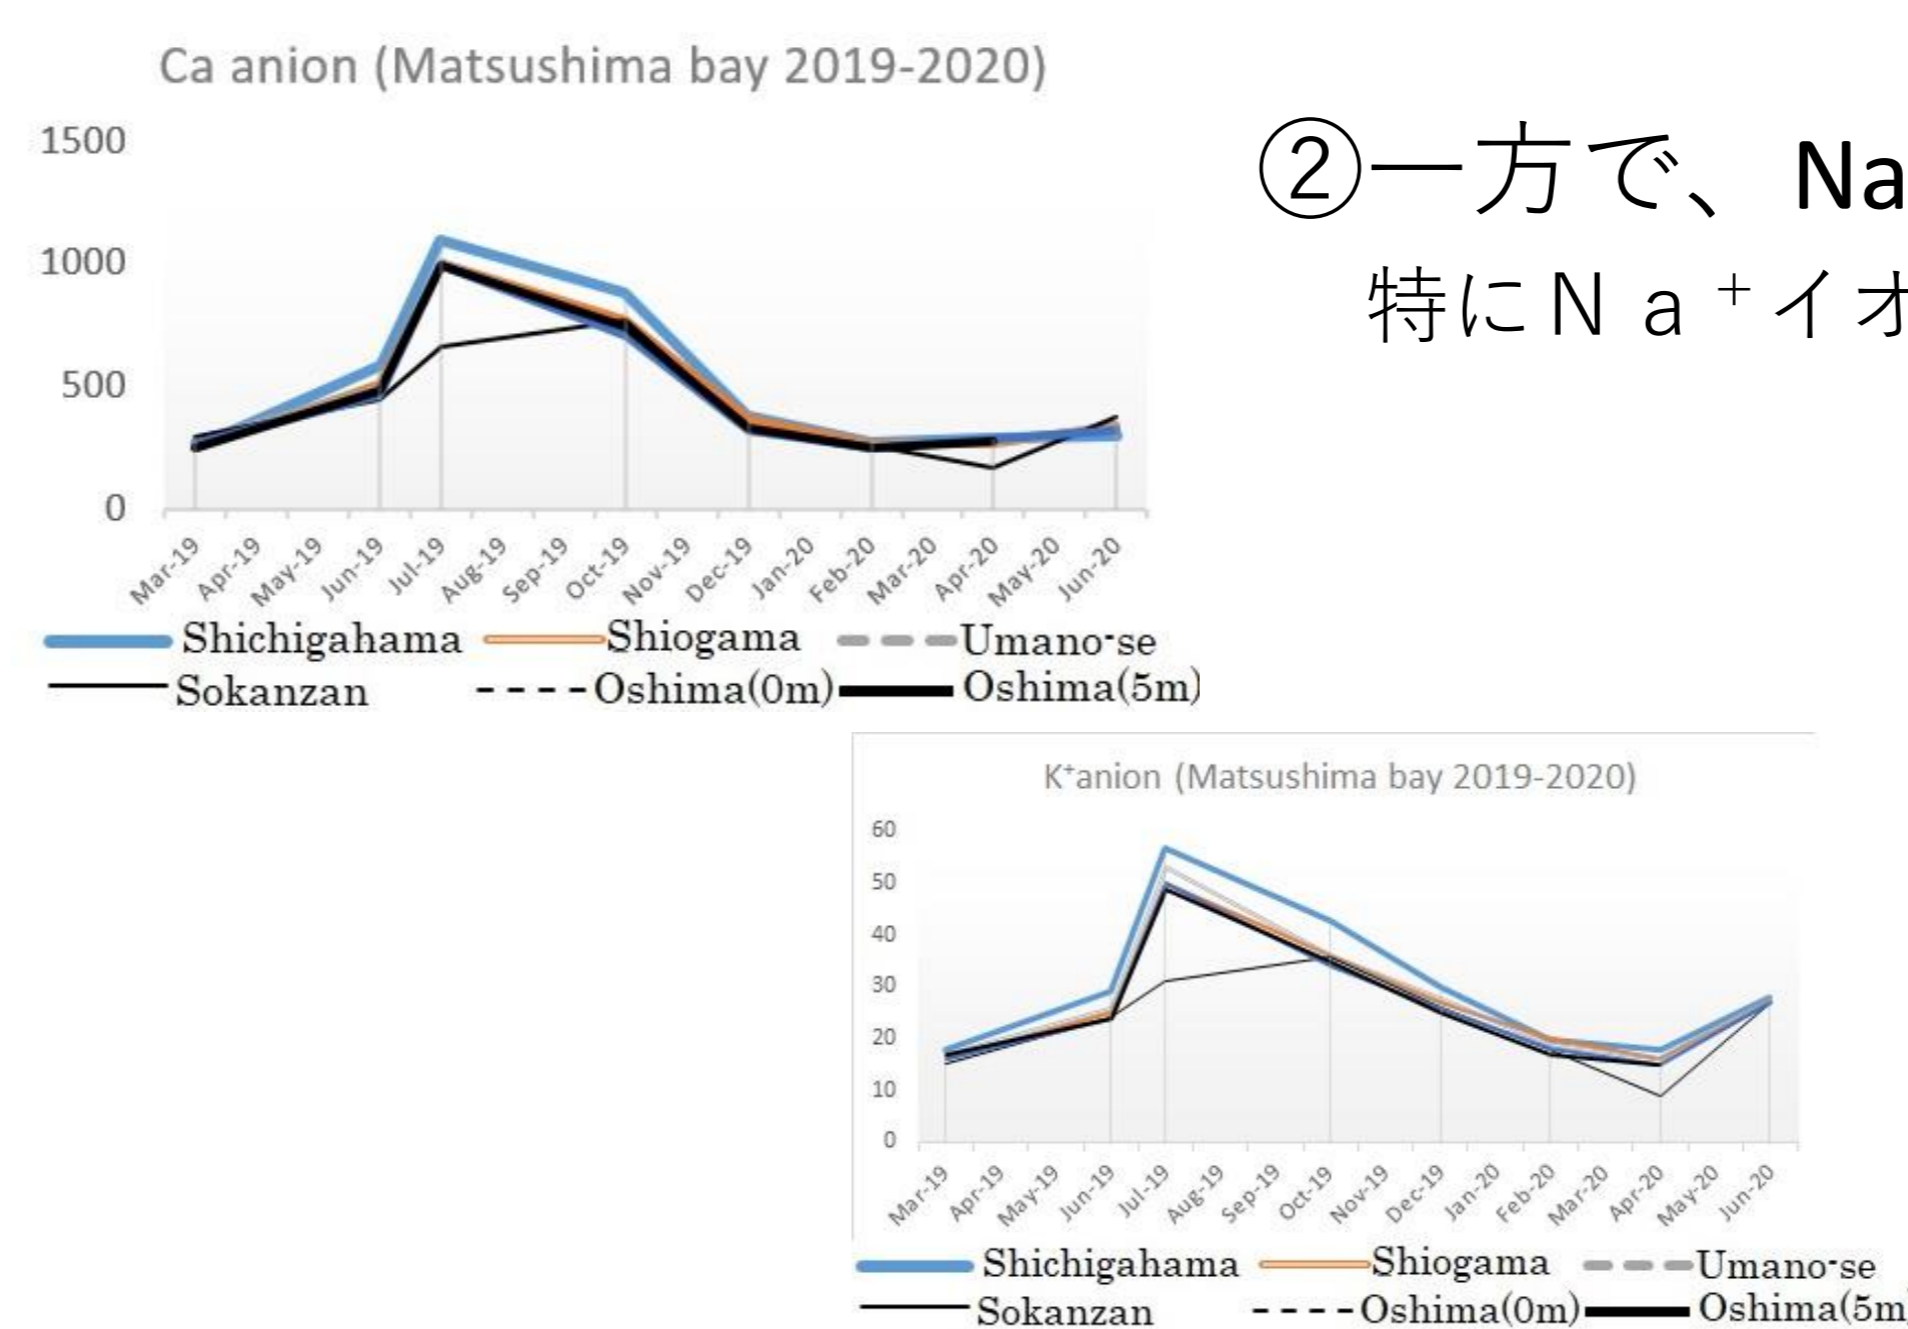 Ca anion (Matsushima bay 2019-2020)
1500
1000
500
0
Mar-19 Apr-19 May-19 Jun-19 Jul-19 Aug-19 Sep-19 Oct-19 Nov-19 Dec-19 Jan-20 Feb-20 Mar-20 Apr-20 May-20 Jun-20
Shichigahama Shiogama Umano-se
Sokanzan Oshima(0m) Oshima(5m)
②一方で、Na
特にＮａ⁺イオ
K⁺anion (Matsushima bay 2019-2020)
60
50
40
30
20
10
0
Mar-19 Apr-19 May-19 Jun-19 Jul-19 Aug-19 Sep-19 Oct-19 Nov-19 Dec-19 Jan-20 Feb-20 Mar-20 Apr-20 May-20 Jun-20
Shichigahama Shiogama Umano-se
Sokanzan Oshima(0m) Oshima(5m)